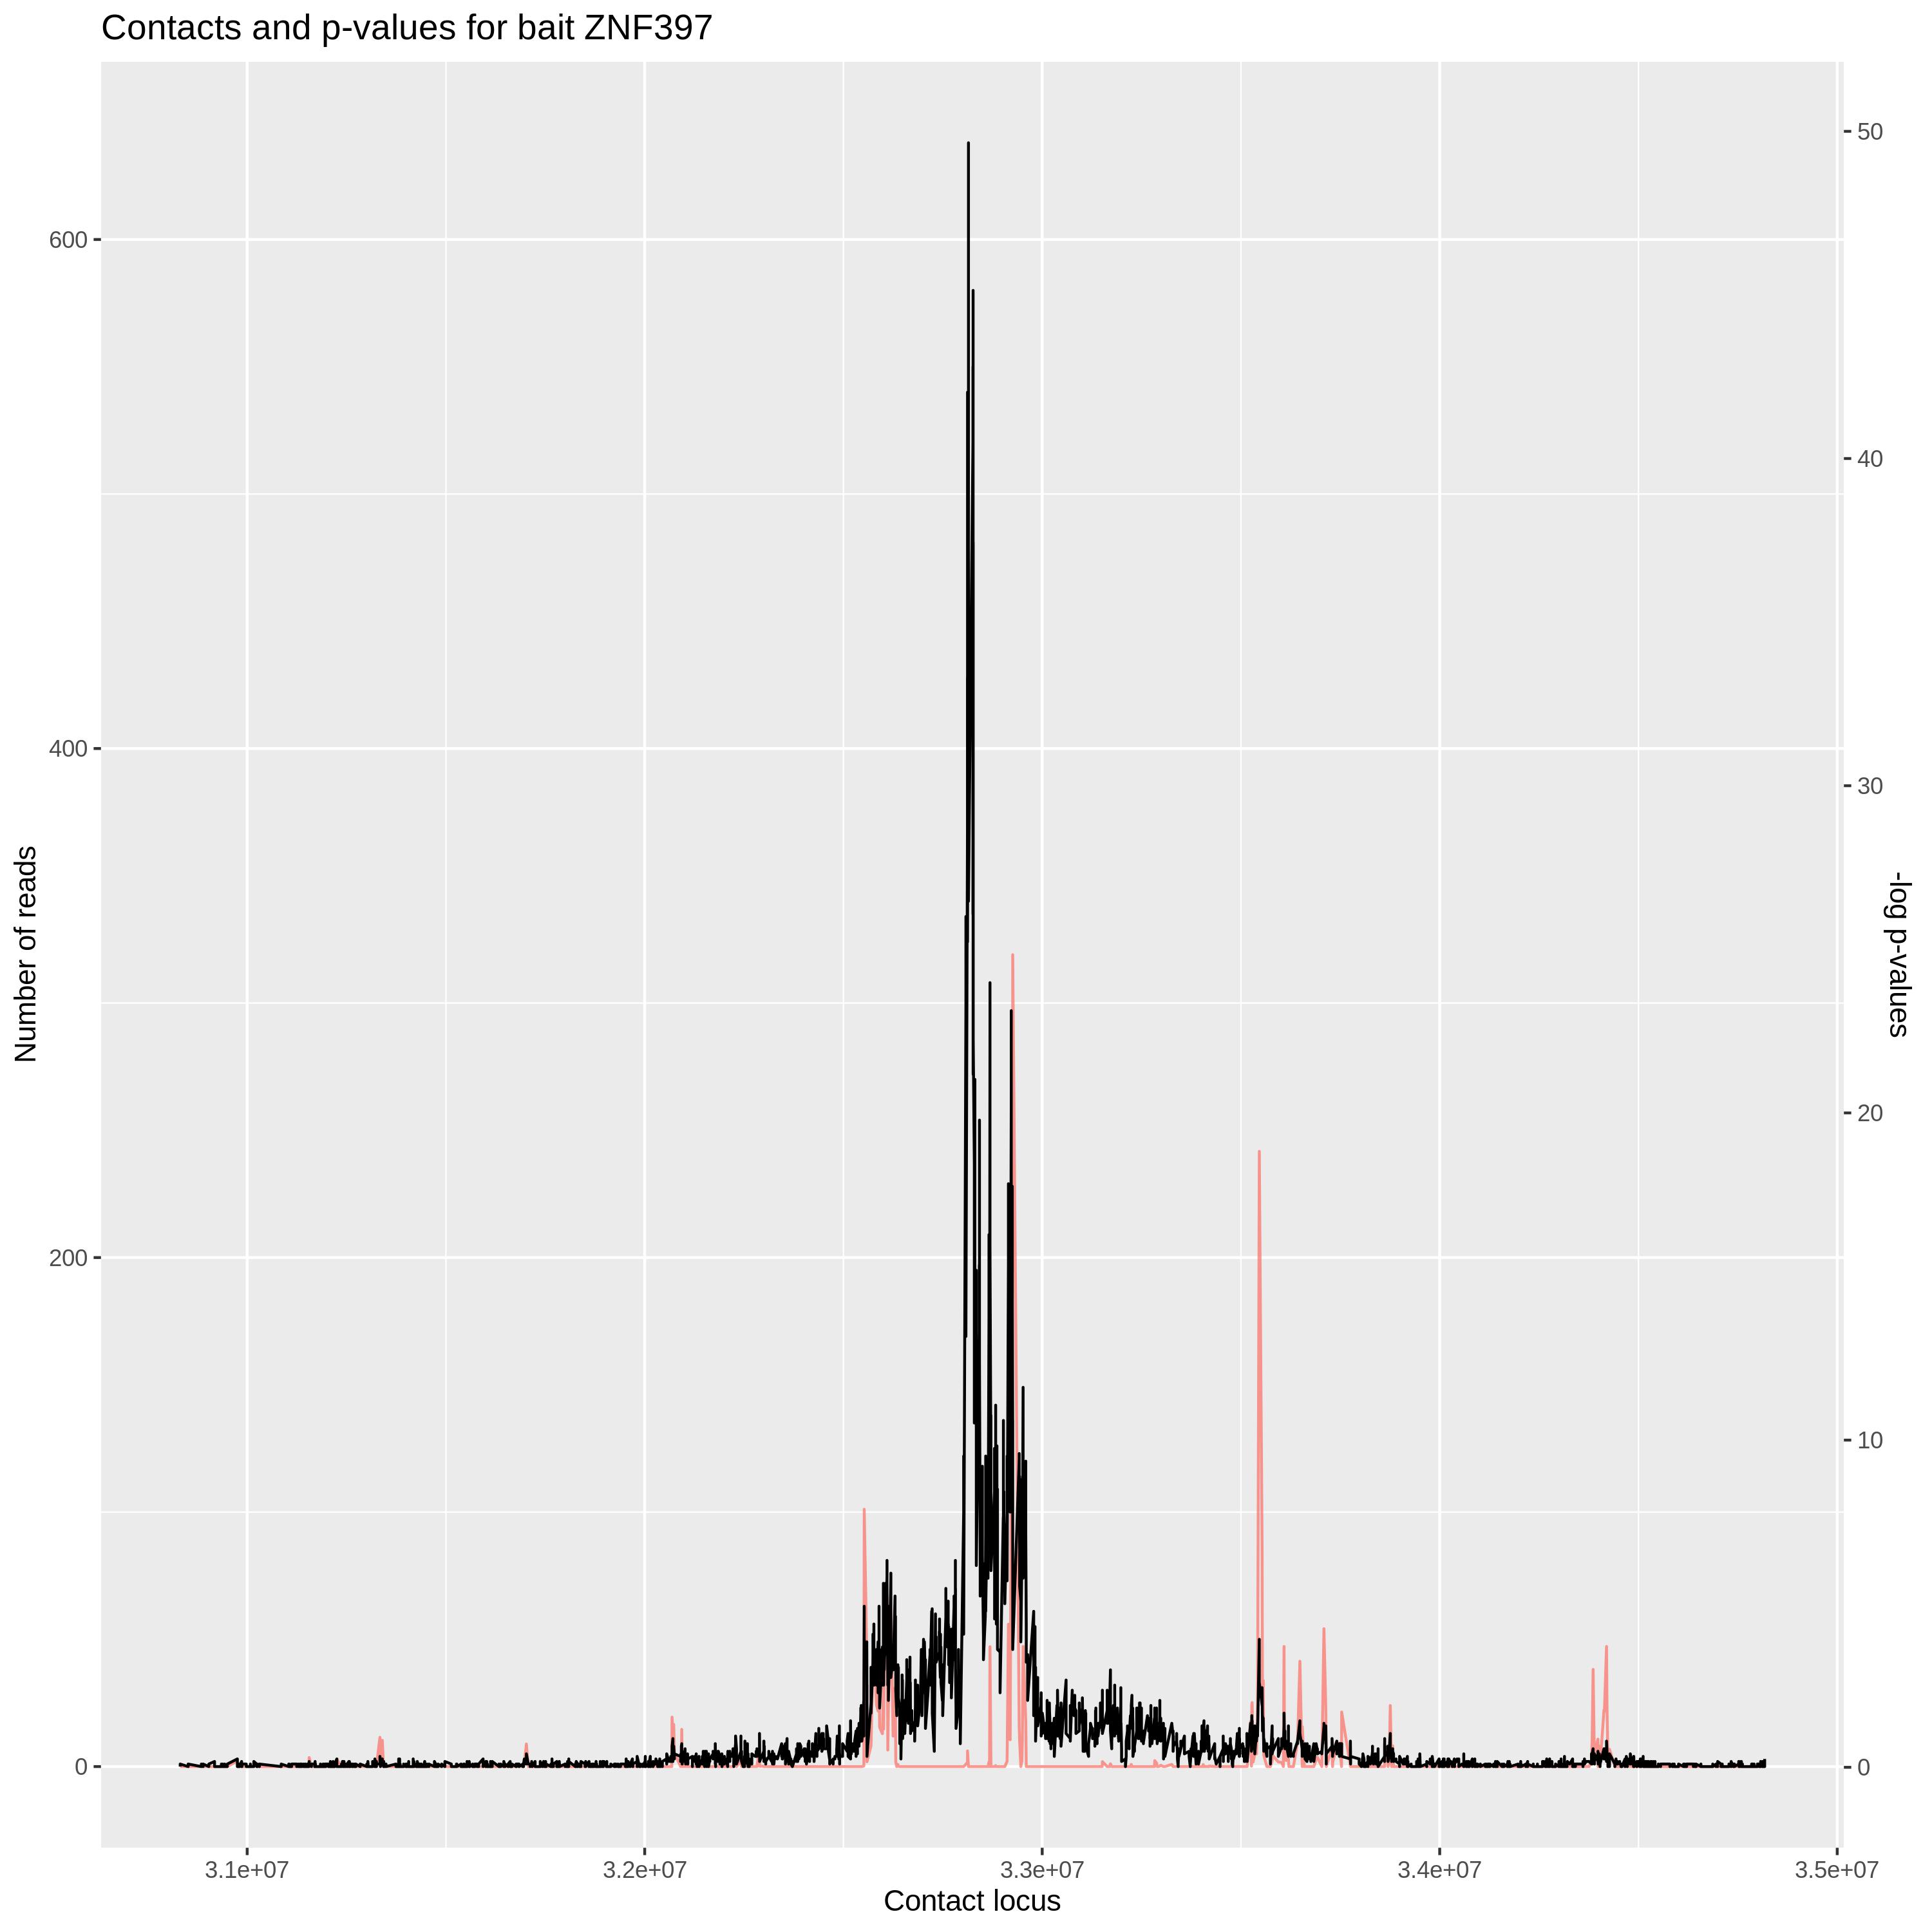 Contacts and p-values for bait ZNF397
Number of reads
600
400
200
0
50
40
30
20
10
0
-log p-values
3.1e+07
3.2e+07
3.3e+07
3.4e+07
3.5e+07
Contact locus